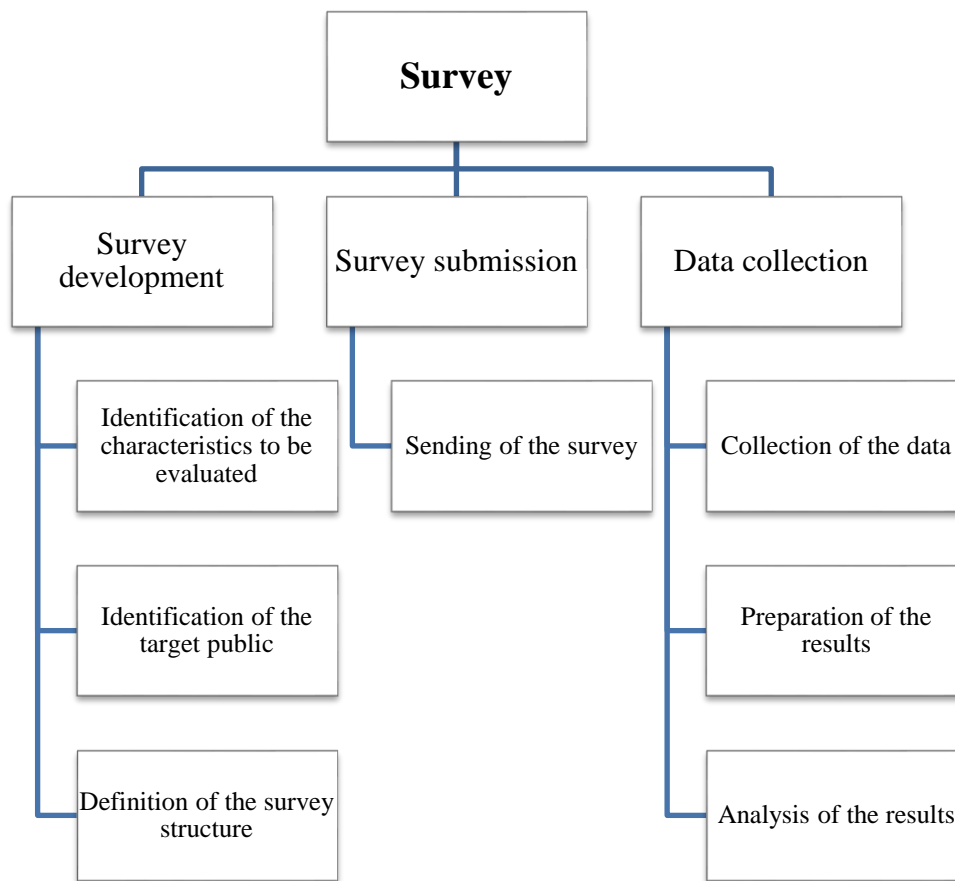 Survey
Survey
development
Survey submission
Data collection
Identification of the
characteristics to be
evaluated
Sending of the survey
Collection of the data
Identification of the
target public
Preparation of the
results
Definition of the survey
structure
Analysis of the results